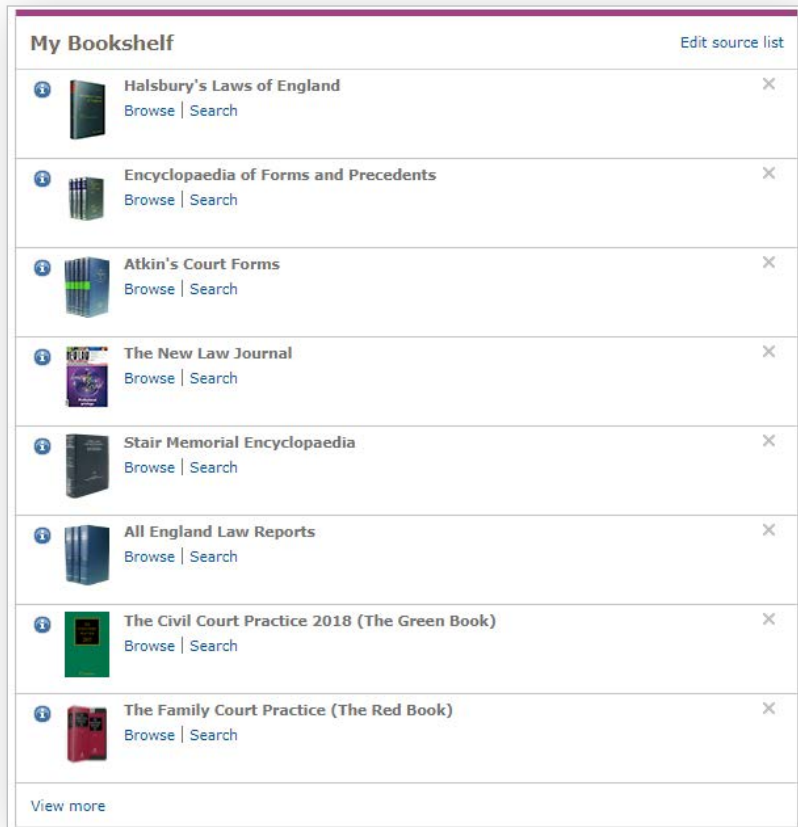 My Bookshelf
Edit source list
Halsbury's Laws of England
Browse | Search
Encyclopaedia of Forms and Precedents
Browse | Search
Atkin's Court Forms
Browse | Search
The New Law Journal
Browse | Search
Stair Memorial Encyclopaedia
Browse | Search
All England Law Reports
Browse | Search
The Civil Court Practice 2018 (The Green Book)
Browse | Search
The Family Court Practice (The Red Book)
Browse | Search
View more